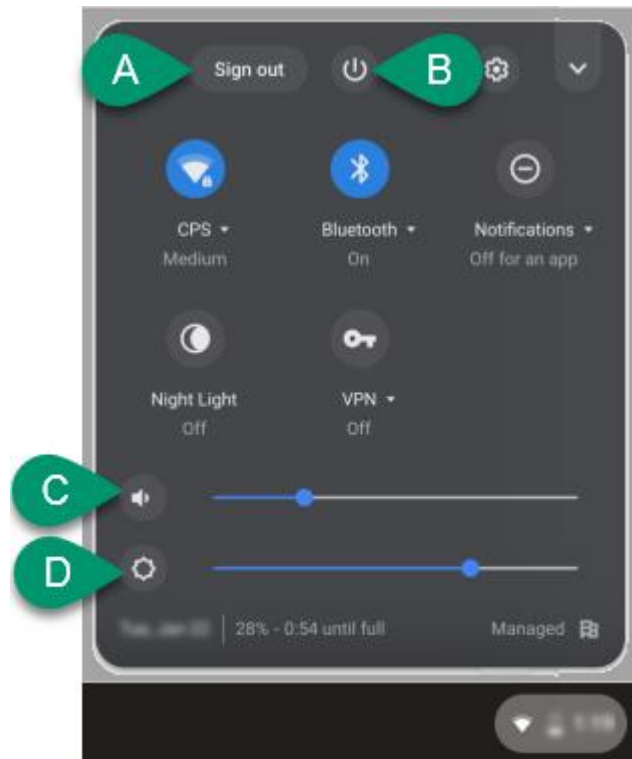 A Sign out B
CPS Bluetooth Notifications
Medium On Off for an app
Night Light VPN
Off Off
C
D
28% - 0:54 until full Managed